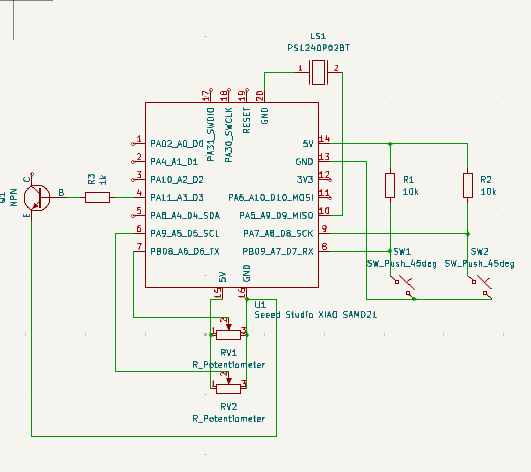 LS1
PS1240P02BT
1 2
17 18 19 20
PA31_SWDIO
PA30_SWCLK
RESET
GND
1 PA02_A0_D0
2 PA4_A1_D1
3 PA10_A2_D2
4 PA11_A3_D3
5 PA8_A4_D4_SDA
6 PA9_A5_D5_SCL
7 PB08_A6_D6_TX
5V 14
GND 13
3V3 12
PA6_A10_D10_MOSI 11
PA5_A9_D9_MISO 10
PA7_A8_D8_SCK 9
PB09_A7_D7_RX 8
5V
GND
15 16
Q1
NPN
C
B
E
R3
1k
R1
10k
R2
10k
SW1
SW_Push_45deg
SW2
SW_Push_45deg
U1
Seeed Studio XIAO SAMD21
1 2 3
RV1
R_Potentiometer
1 2 3
RV2
R_Potentiometer